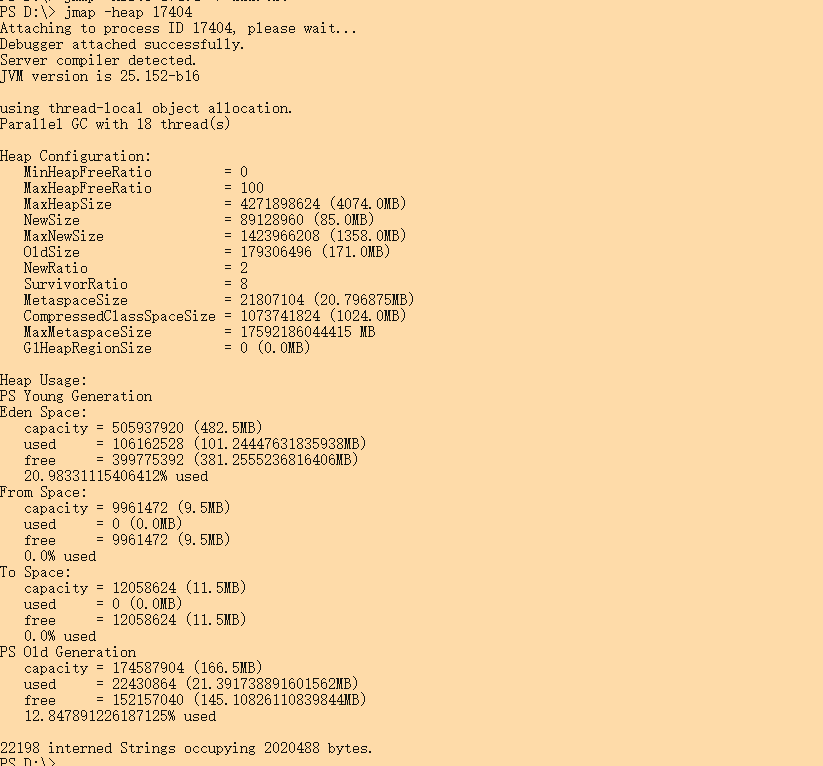 PS D:\> jmap -heap 17404
Attaching to process ID 17404, please wait...
Debugger attached successfully.
Server compiler detected.
JVM version is 25.152-b16
using thread-local object allocation.
Parallel GC with 18 thread(s)
Heap Configuration:
MinHeapFreeRatio = 0
MaxHeapFreeRatio = 100
MaxHeapSize = 4271898624 (4074.0MB)
NewSize = 89128960 (85.0MB)
MaxNewSize = 1423966208 (1358.0MB)
OldSize = 179306496 (171.0MB)
NewRatio = 2
SurvivorRatio = 8
MetaspaceSize = 21807104 (20.796875MB)
CompressedClassSpaceSize = 1073741824 (1024.0MB)
MaxMetaspaceSize = 17592186044415 MB
G1HeapRegionSize = 0 (0.0MB)
Heap Usage:
PS Young Generation
Eden Space:
capacity = 505937920 (482.5MB)
used = 106162528 (101.24447631835938MB)
free = 399775392 (381.2555236816406MB)
20.98331115406412% used
From Space:
capacity = 9961472 (9.5MB)
used = 0 (0.0MB)
free = 9961472 (9.5MB)
0.0% used
To Space:
capacity = 12058624 (11.5MB)
used = 0 (0.0MB)
free = 12058624 (11.5MB)
0.0% used
PS Old Generation
capacity = 174587904 (166.5MB)
used = 22430864 (21.391738891601562MB)
free = 152157040 (145.10826110839844MB)
12.847891226187125% used
22198 interned Strings occupying 2020488 bytes.
PS D:\>